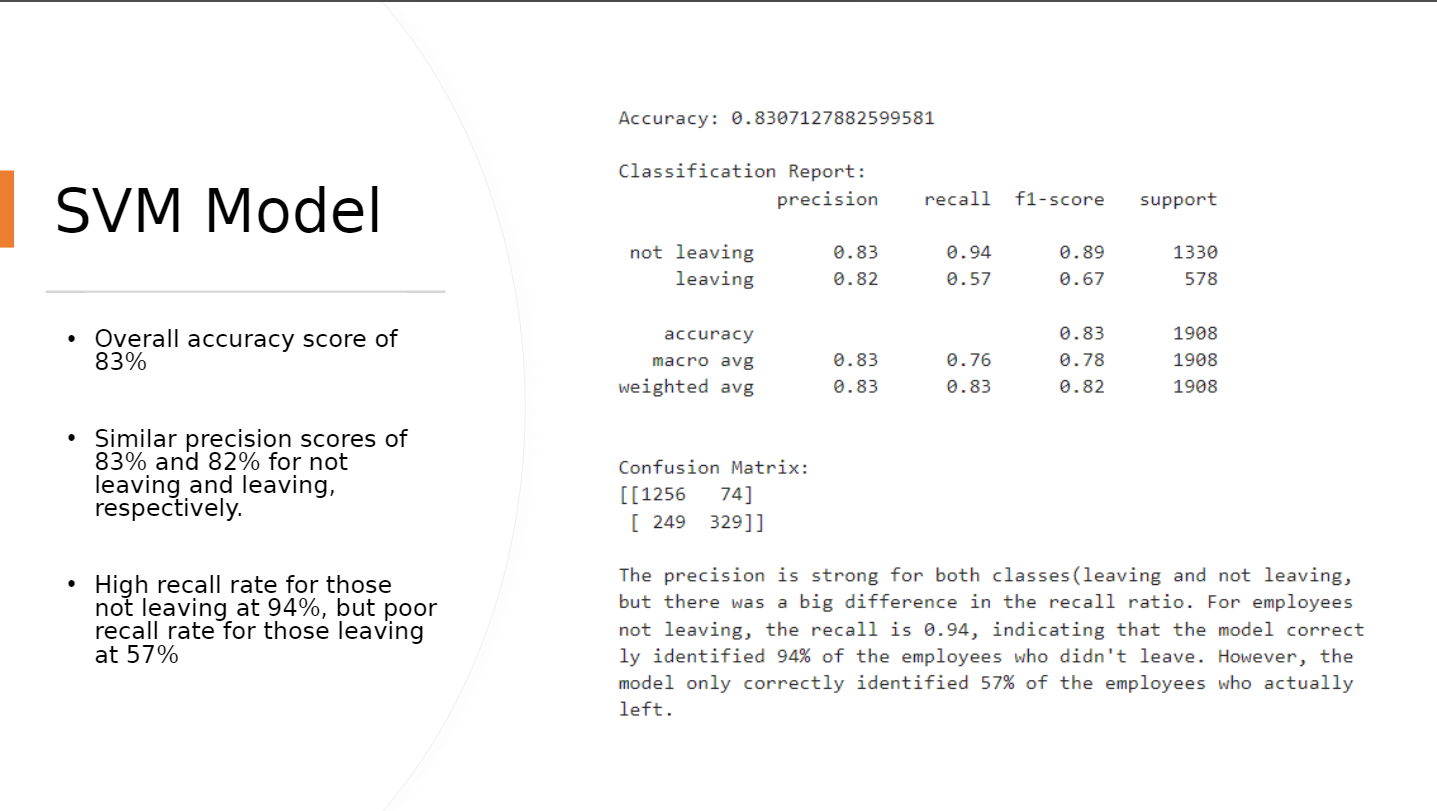 SVM Model
• Overall accuracy score of
83%
• Similar precision scores of
83% and 82% for not
leaving and leaving,
respectively.
• High recall rate for those
not leaving at 94%, but poor
recall rate for those leaving
at 57%
Accuracy: 0.8307127882599581
Classification Report:
precision recall f1-score support
not leaving 0.83 0.94 0.89 1330
leaving 0.82 0.57 0.67 578
accuracy 0.83 1908
macro avg 0.83 0.76 0.78 1908
weighted avg 0.83 0.83 0.82 1908
Confusion Matrix:
[[1256 74]
[ 249 329]]
The precision is strong for both classes(leaving and not leaving,
but there was a big difference in the recall ratio. For employees
not leaving, the recall is 0.94, indicating that the model correct
ly identified 94% of the employees who didn't leave. However, the
model only correctly identified 57% of the employees who actually
left.